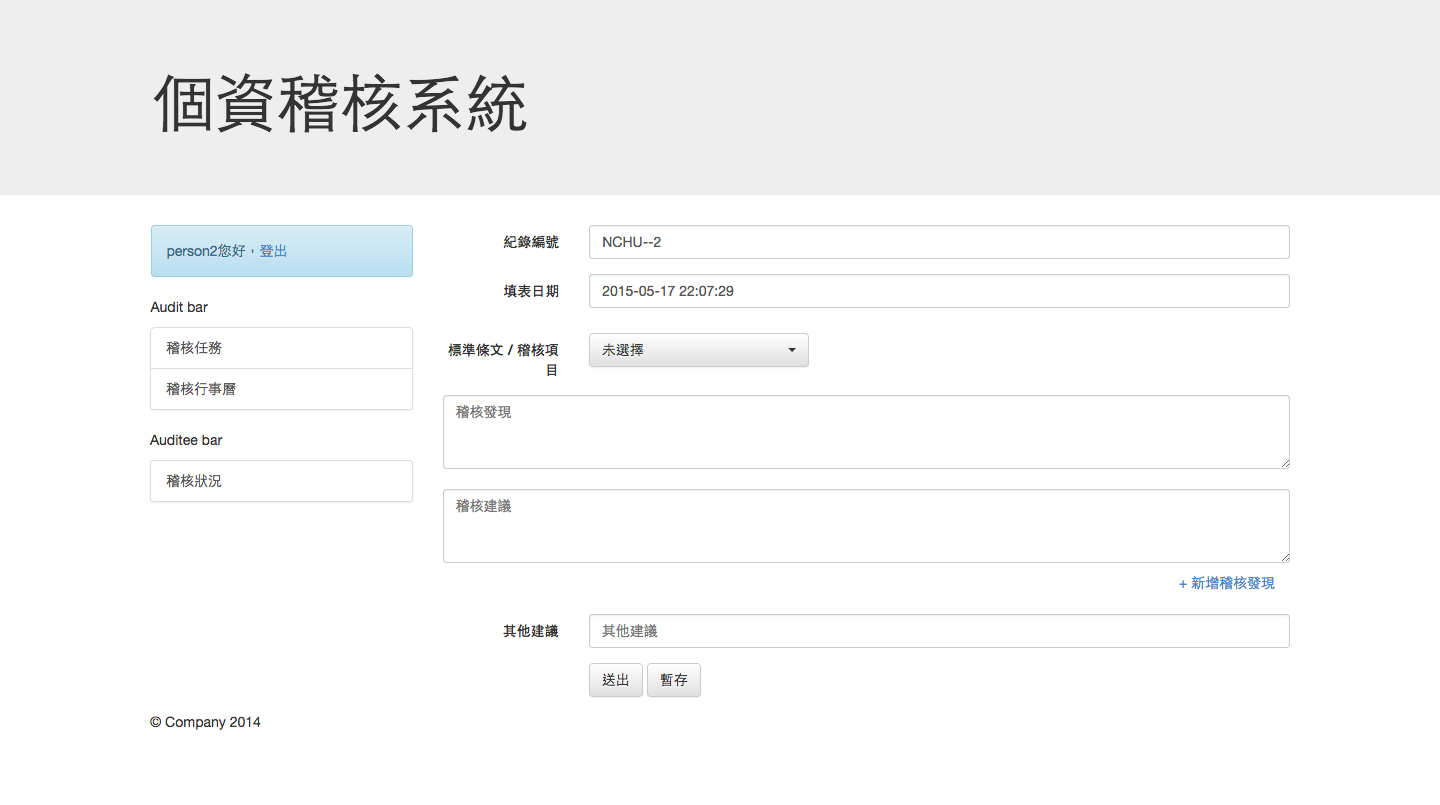 個資稽核系統
person2您好，登出
Audit bar
稽核任務
稽核行事曆
Auditee bar
稽核狀況
紀錄編號
NCHU--2
填表日期
2015-05-17 22:07:29
標準條文 / 稽核項
目
未選擇
稽核發現
稽核建議
+ 新增稽核發現
其他建議
其他建議
送出
暫存
© Company 2014